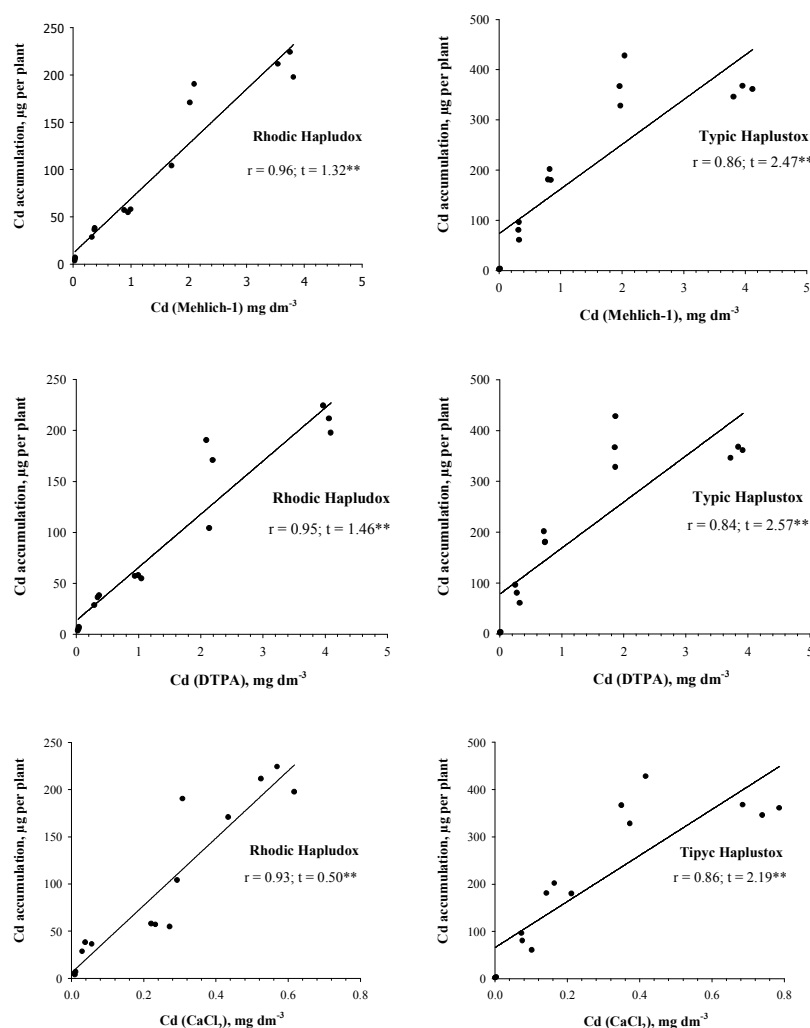 250
200
150
100
50
0
Cd accumulation, µg per plant
Rhodic Hapludox
r = 0.96; t = 1.32**
0 1 2 3 4 5
Cd (Mehlich-1) mg dm⁻³
500
400
300
200
100
0
Cd accumulation, µg per plant
Typic Haplustox
r = 0.86; t = 2.47**
0 1 2 3 4 5
Cd (Mehlich-1), mg dm⁻³
250
200
150
100
50
0
Cd accumulation, µg per plant
Rhodic Hapludox
r = 0.95; t = 1.46**
0 1 2 3 4 5
Cd (DTPA), mg dm⁻³
500
400
300
200
100
0
Cd accumulation, µg per plant
Typic Haplustox
r = 0.84; t = 2.57**
0 1 2 3 4 5
Cd (DTPA), mg dm⁻³
250
200
150
100
50
0
Cd accumulation, µg per plant
Rhodic Hapludox
r = 0.93; t = 0.50**
0.0 0.2 0.4 0.6 0.8
Cd (CaCl₂), mg dm⁻³
500
400
300
200
100
0
Cd accumulation, µg per plant
Tipyc Haplustox
r = 0.86; t = 2.19**
0.0 0.2 0.4 0.6 0.8
Cd (CaCl₂), mg dm⁻³